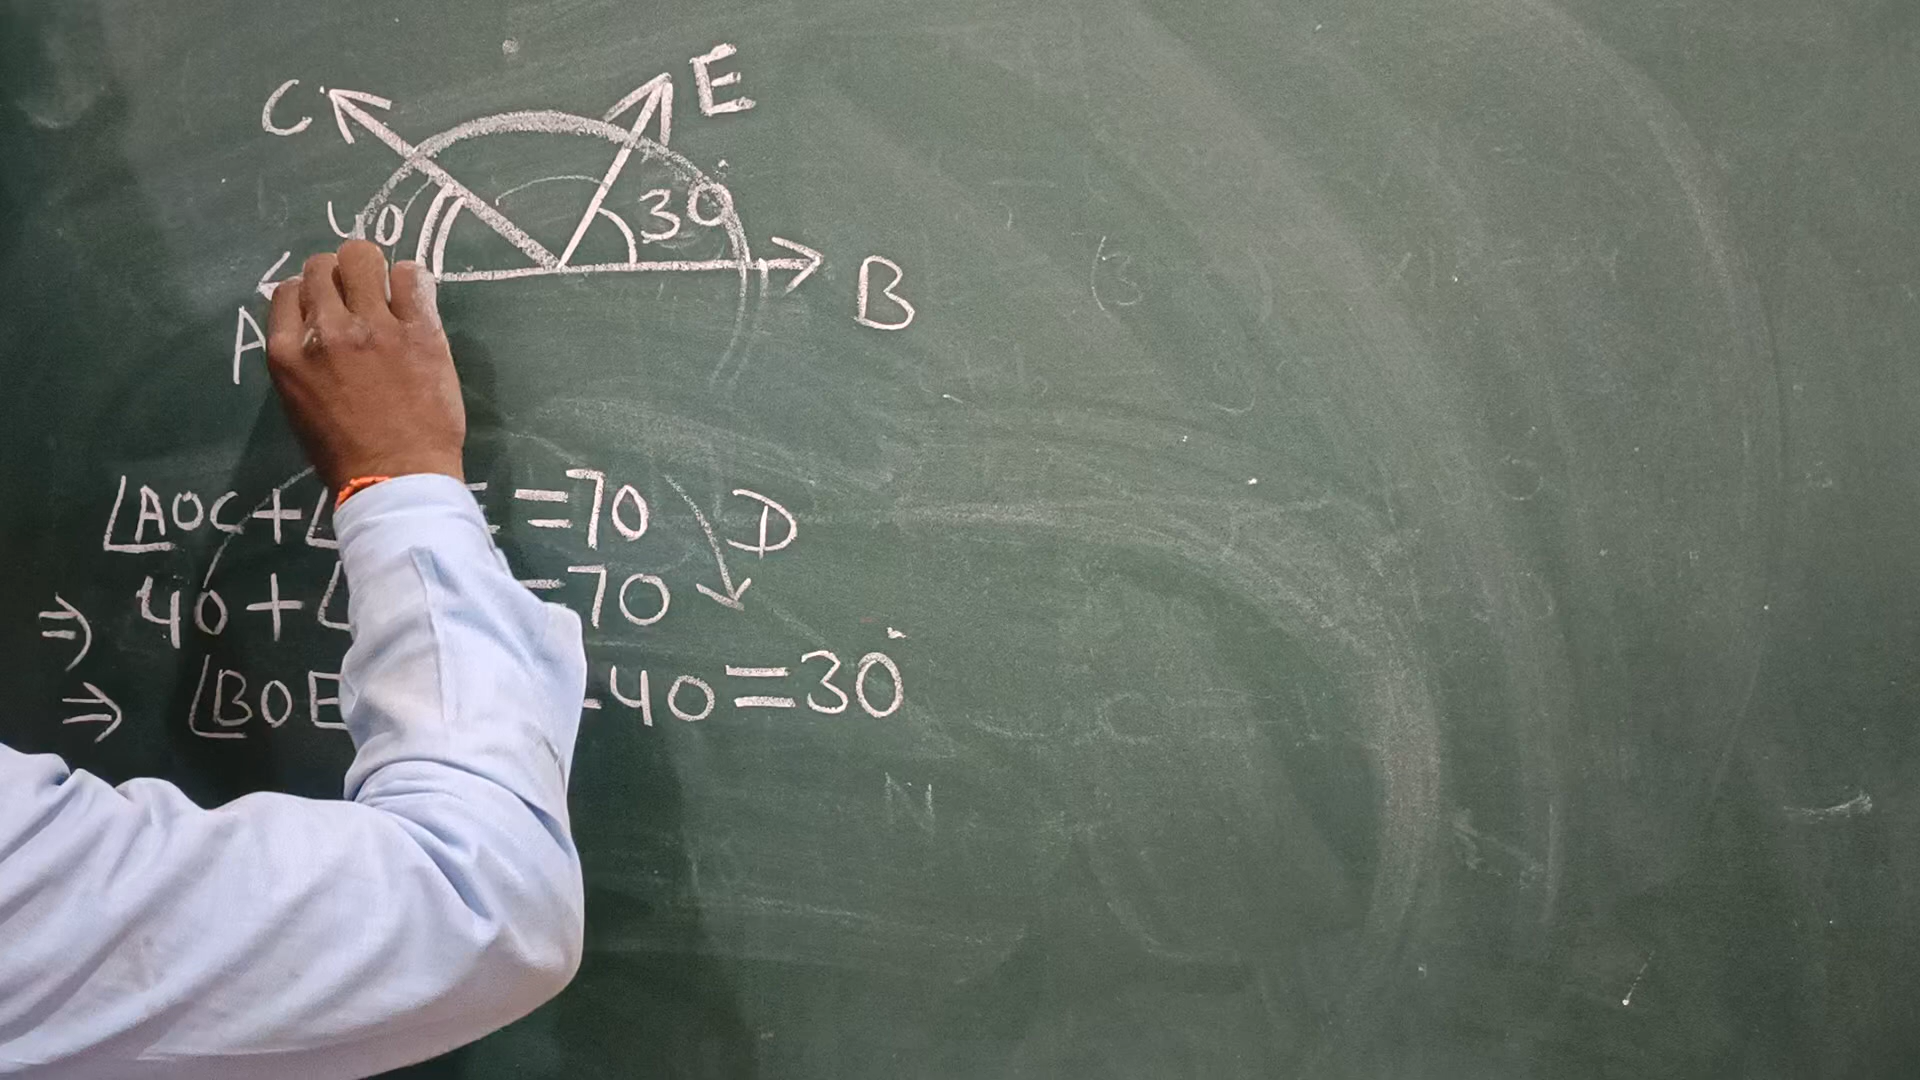 C E
40 30
A B
∠AOC+∠ =70 D
⇒ 40+∠ =70
⇒ ∠BOE -40=30°